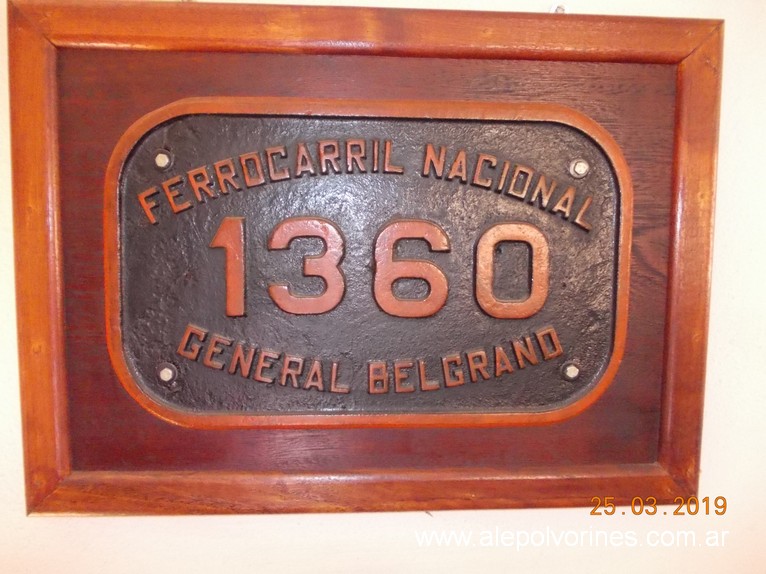 FERROCARRIL NACIONAL
1360
GENERAL BELGRANO
25.03.2019
www.alepolvorines.com.ar